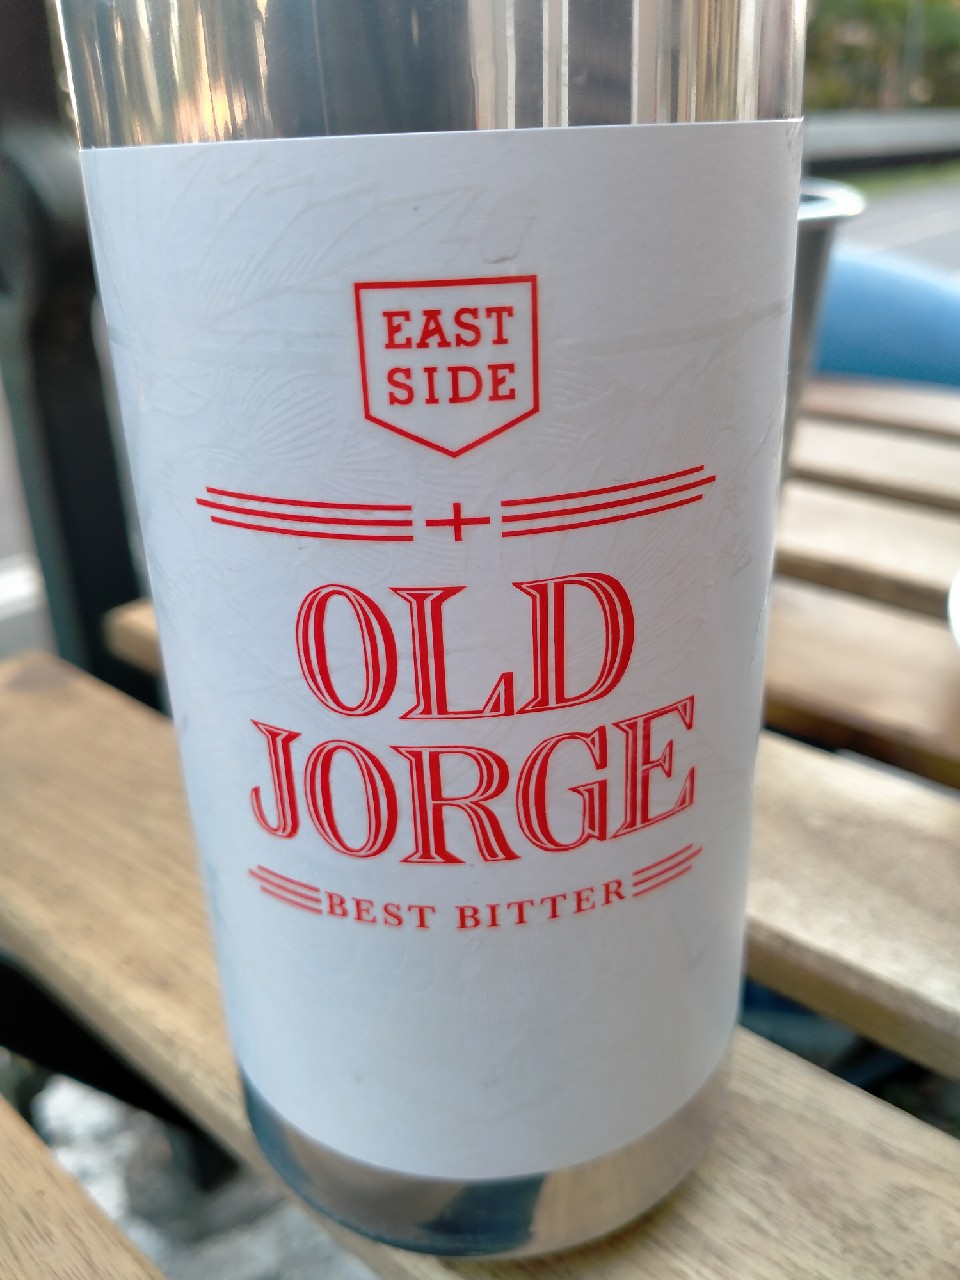 EAST
SIDE
+
OLD
JORGE
BEST BITTER